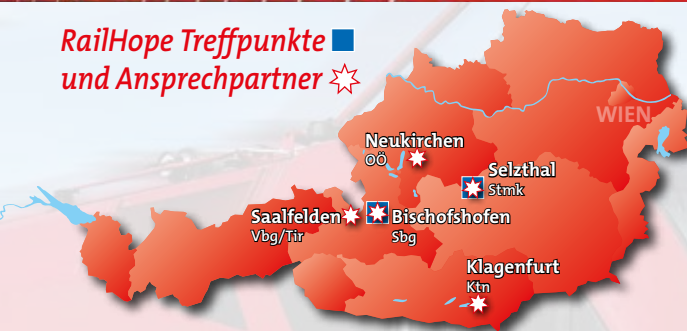 RailHope Treffpunkte
und Ansprechpartner
WIEN
Neukirchen
OÖ
Selzthal
Stmk
Saalfelden
Vbg/Tir
Bischofshofen
Sbg
Klagenfurt
Ktn